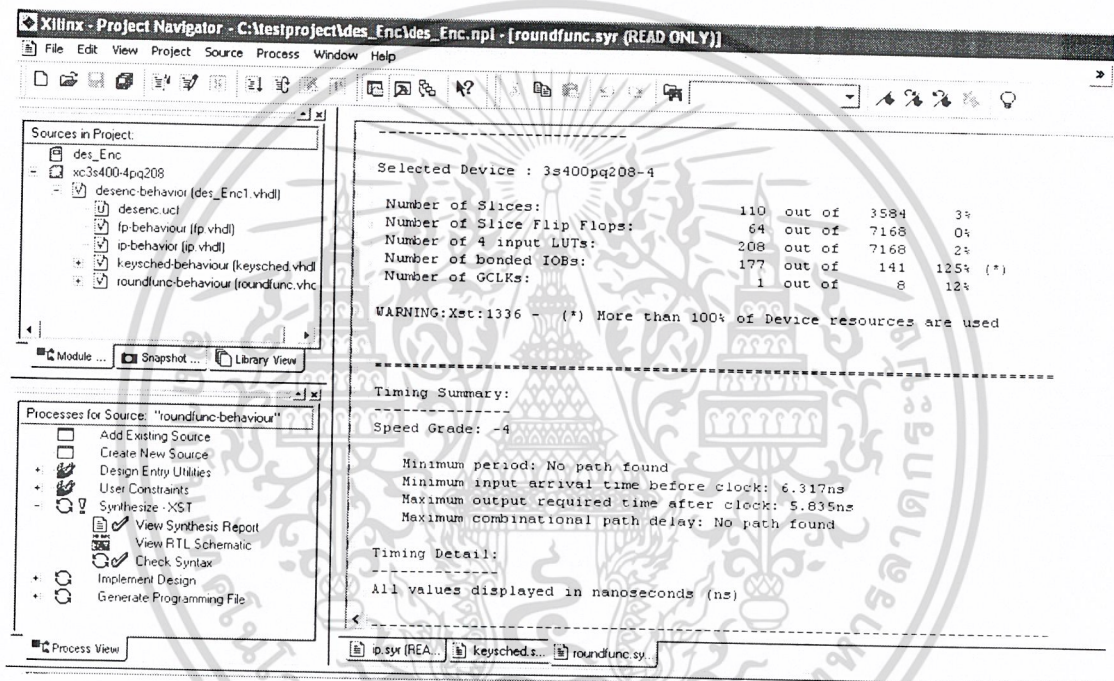 Xilinx - Project Navigator - C:\testproject\des_Enc\des_Enc.npl - [roundfunc.syr (READ ONLY)]
File Edit View Project Source Process Window Help
Sources in Project:
des_Enc
xc3s400-4pq208
desenc-behavior (des_Enc1.vhdl)
desenc.ucf
fp-behaviour (fp.vhdl)
ip-behavior (ip.vhdl)
keysched-behaviour (keysched.vhdl
roundfunc-behaviour (roundfunc.vhc
Module ... Snapshot ... Library View
Processes for Source: "roundfunc-behaviour"
Add Existing Source
Create New Source
Design Entry Utilities
User Constraints
Synthesize - XST
View Synthesis Report
View RTL Schematic
Check Syntax
Implement Design
Generate Programming File
Process View
---------------------------
Selected Device : 3s400pq208-4
Number of Slices: 110 out of 3584 3%
Number of Slice Flip Flops: 64 out of 7168 0%
Number of 4 input LUTs: 208 out of 7168 2%
Number of bonded IOBs: 177 out of 141 125% (*)
Number of GCLKs: 1 out of 8 12%
WARNING:Xst:1336 - (*) More than 100% of Device resources are used
=========================================================================
Timing Summary:
---------------
Speed Grade: -4
Minimum period: No path found
Minimum input arrival time before clock: 6.317ns
Maximum output required time after clock: 5.835ns
Maximum combinational path delay: No path found
Timing Detail:
--------------
All values displayed in nanoseconds (ns)
-------------------------------------------------------------------------
ip.syr (REA... keysched.s... roundfunc.sy...